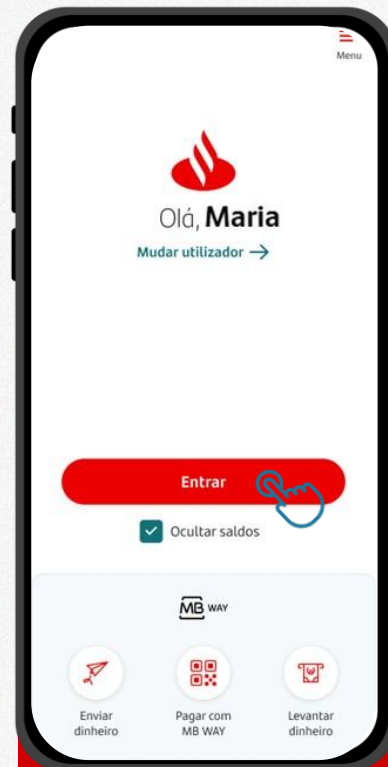 Menu
Olá, Maria
Mudar utilizador →
Entrar
Ocultar saldos
MB WAY
Enviar
dinheiro
Pagar com
MB WAY
Levantar
dinheiro